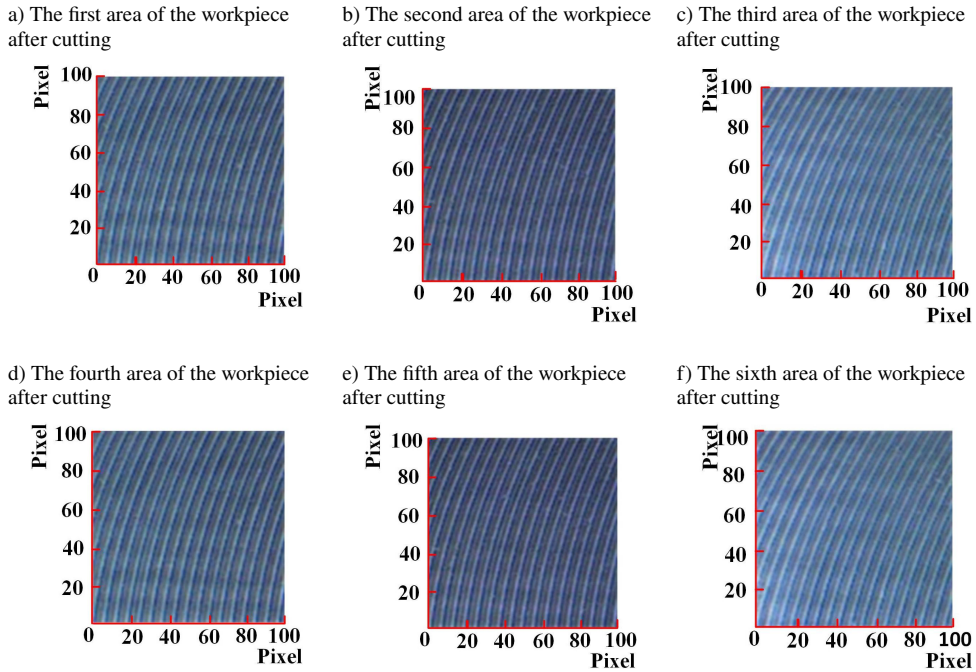 a) The first area of the workpiece
after cutting
b) The second area of the workpiece
after cutting
c) The third area of the workpiece
after cutting
Pixel
100
80
60
40
20
0 20 40 60 80 100
Pixel
Pixel
100
80
60
40
20
0 20 40 60 80 100
Pixel
Pixel
100
80
60
40
20
0 20 40 60 80 100
Pixel
d) The fourth area of the workpiece
after cutting
e) The fifth area of the workpiece
after cutting
f) The sixth area of the workpiece
after cutting
Pixel
100
80
60
40
20
0 20 40 60 80 100
Pixel
Pixel
100
80
60
40
20
0 20 40 60 80 100
Pixel
Pixel
100
80
60
40
20
0 20 40 60 80 100
Pixel